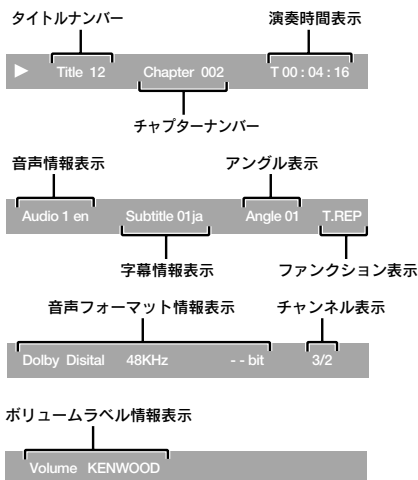 タイトルナンバー 演奏時間表示
Title 12 Chapter 002 T 00 : 04 : 16
チャプターナンバー
音声情報表示 アングル表示
Audio 1 en Subtitle 01ja Angle 01 T.REP
字幕情報表示 ファンクション表示
音声フォーマット情報表示 チャンネル表示
Dolby Disital 48KHz - - bit 3/2
ボリュームラベル情報表示
Volume KENWOOD